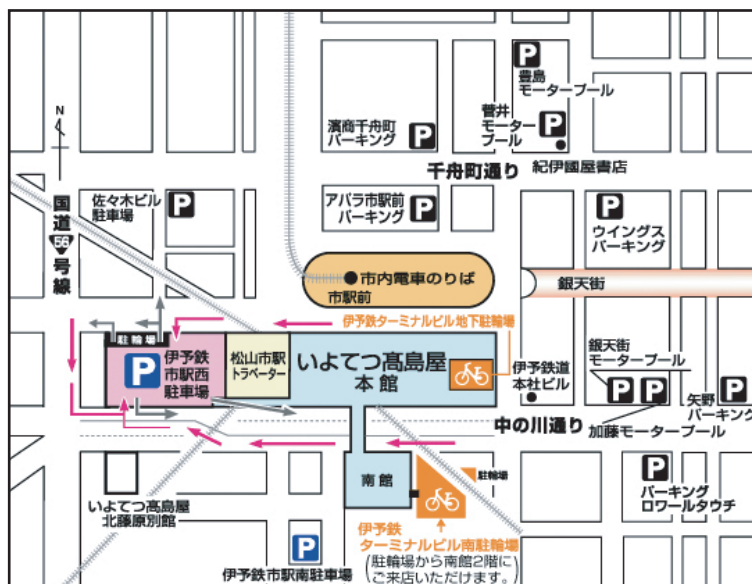 P
豊島
モータープール
菅井
モーター
プール
P
紀伊國屋書店
濱商千舟町
パーキング
P
千舟町通り
N
国道
56
号線
佐々木ビル
駐車場
P
アパラ市駅前
パーキング
P
P
ウイングス
パーキング
市内電車のりば
市駅前
銀天街
伊予鉄ターミナルビル地下駐輪場
駐輪場
P
伊予鉄
市駅西
駐車場
松山市駅
トラベーター
いよてつ髙島屋
本館
伊予鉄道
本社ビル
銀天街
モータープール
P
P
加藤モータープール
矢野
パーキング
P
中の川通り
南館
駐輪場
P
パーキング
ロワールタウチ
いよてつ髙島屋
北藤原別館
P
伊予鉄市駅南駐車場
伊予鉄
ターミナルビル南駐輪場
(駐輪場から南館2階に
ご来店いただけます。)